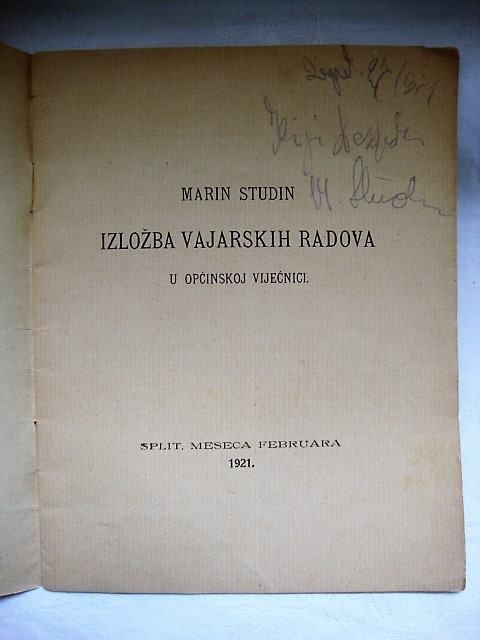 M. Studin
MARIN STUDIN
IZLOŽBA VAJARSKIH RADOVA
U OPĆINSKOJ VIJEĆNICI.
SPLIT, MESECA FEBRUARA
1921.